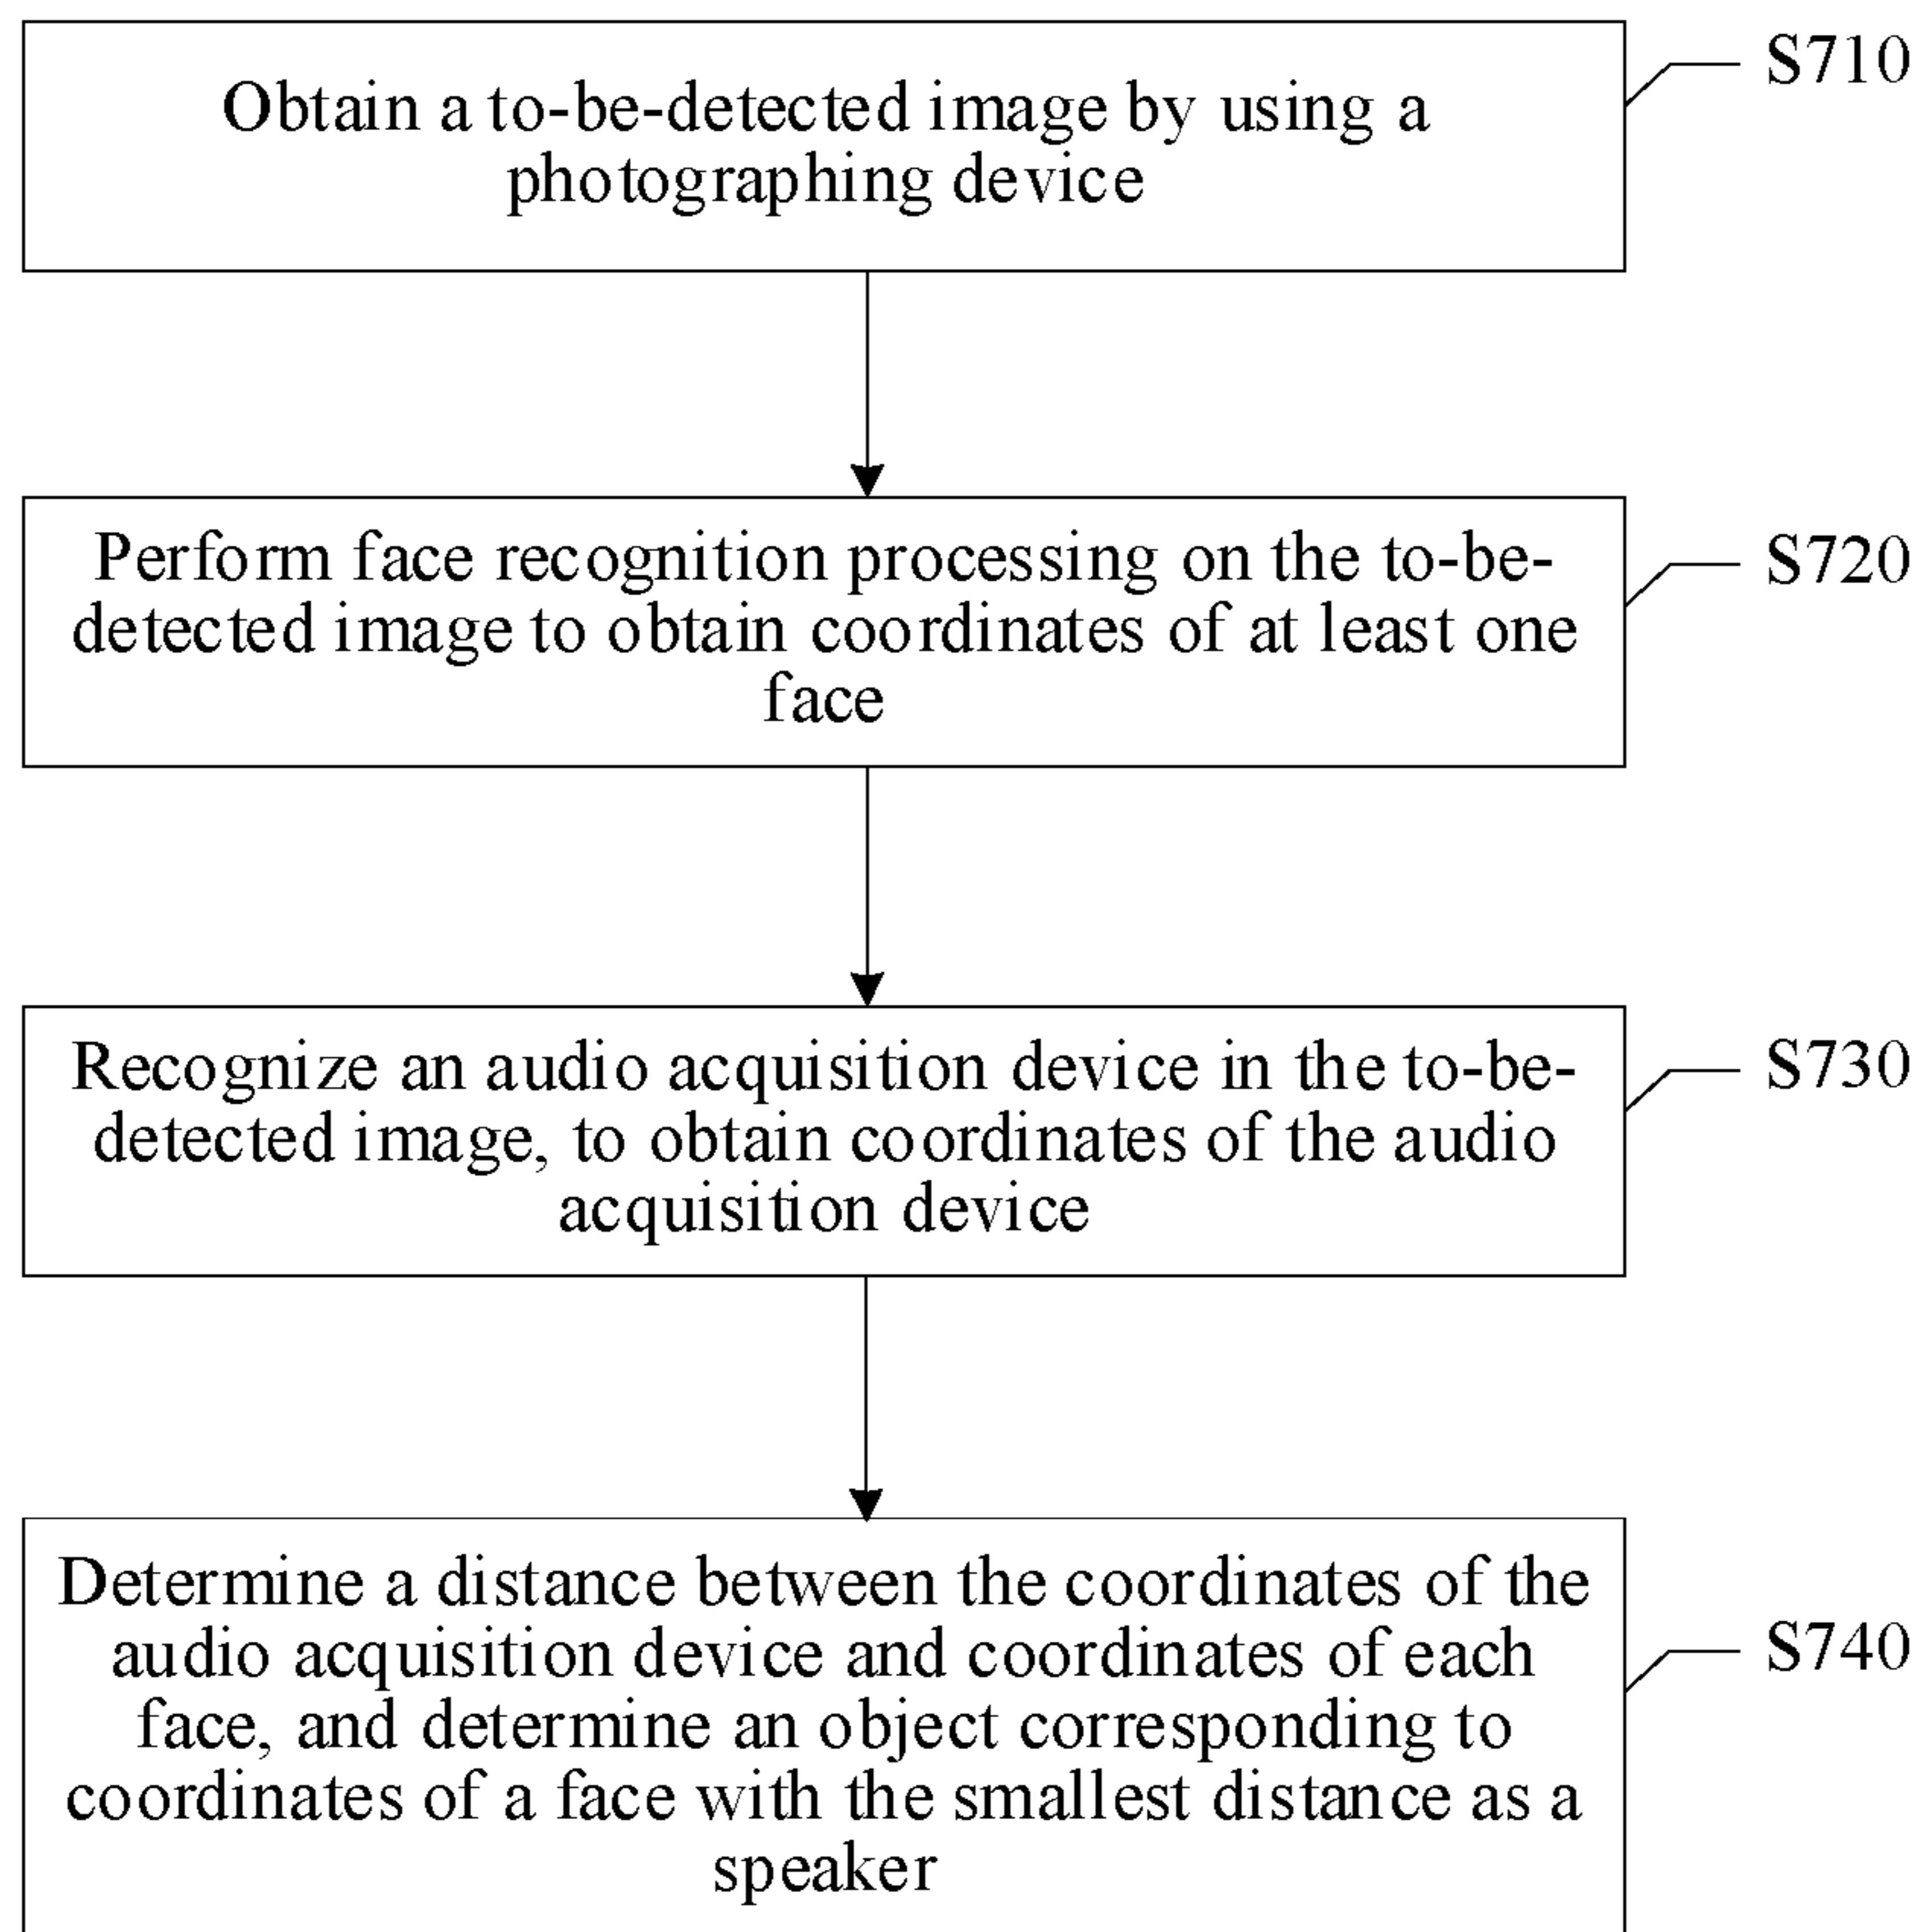 Obtain a to-be-detected image by using a
photographing device
S710
Perform face recognition processing on the to-be-
detected image to obtain coordinates of at least one
face
S720
Recognize an audio acquisition device in the to-be-
detected image, to obtain coordinates of the audio
acquisition device
S730
Determine a distance between the coordinates of the
audio acquisition device and coordinates of each
face, and determine an object corresponding to
coordinates of a face with the smallest distance as a
speaker
S740